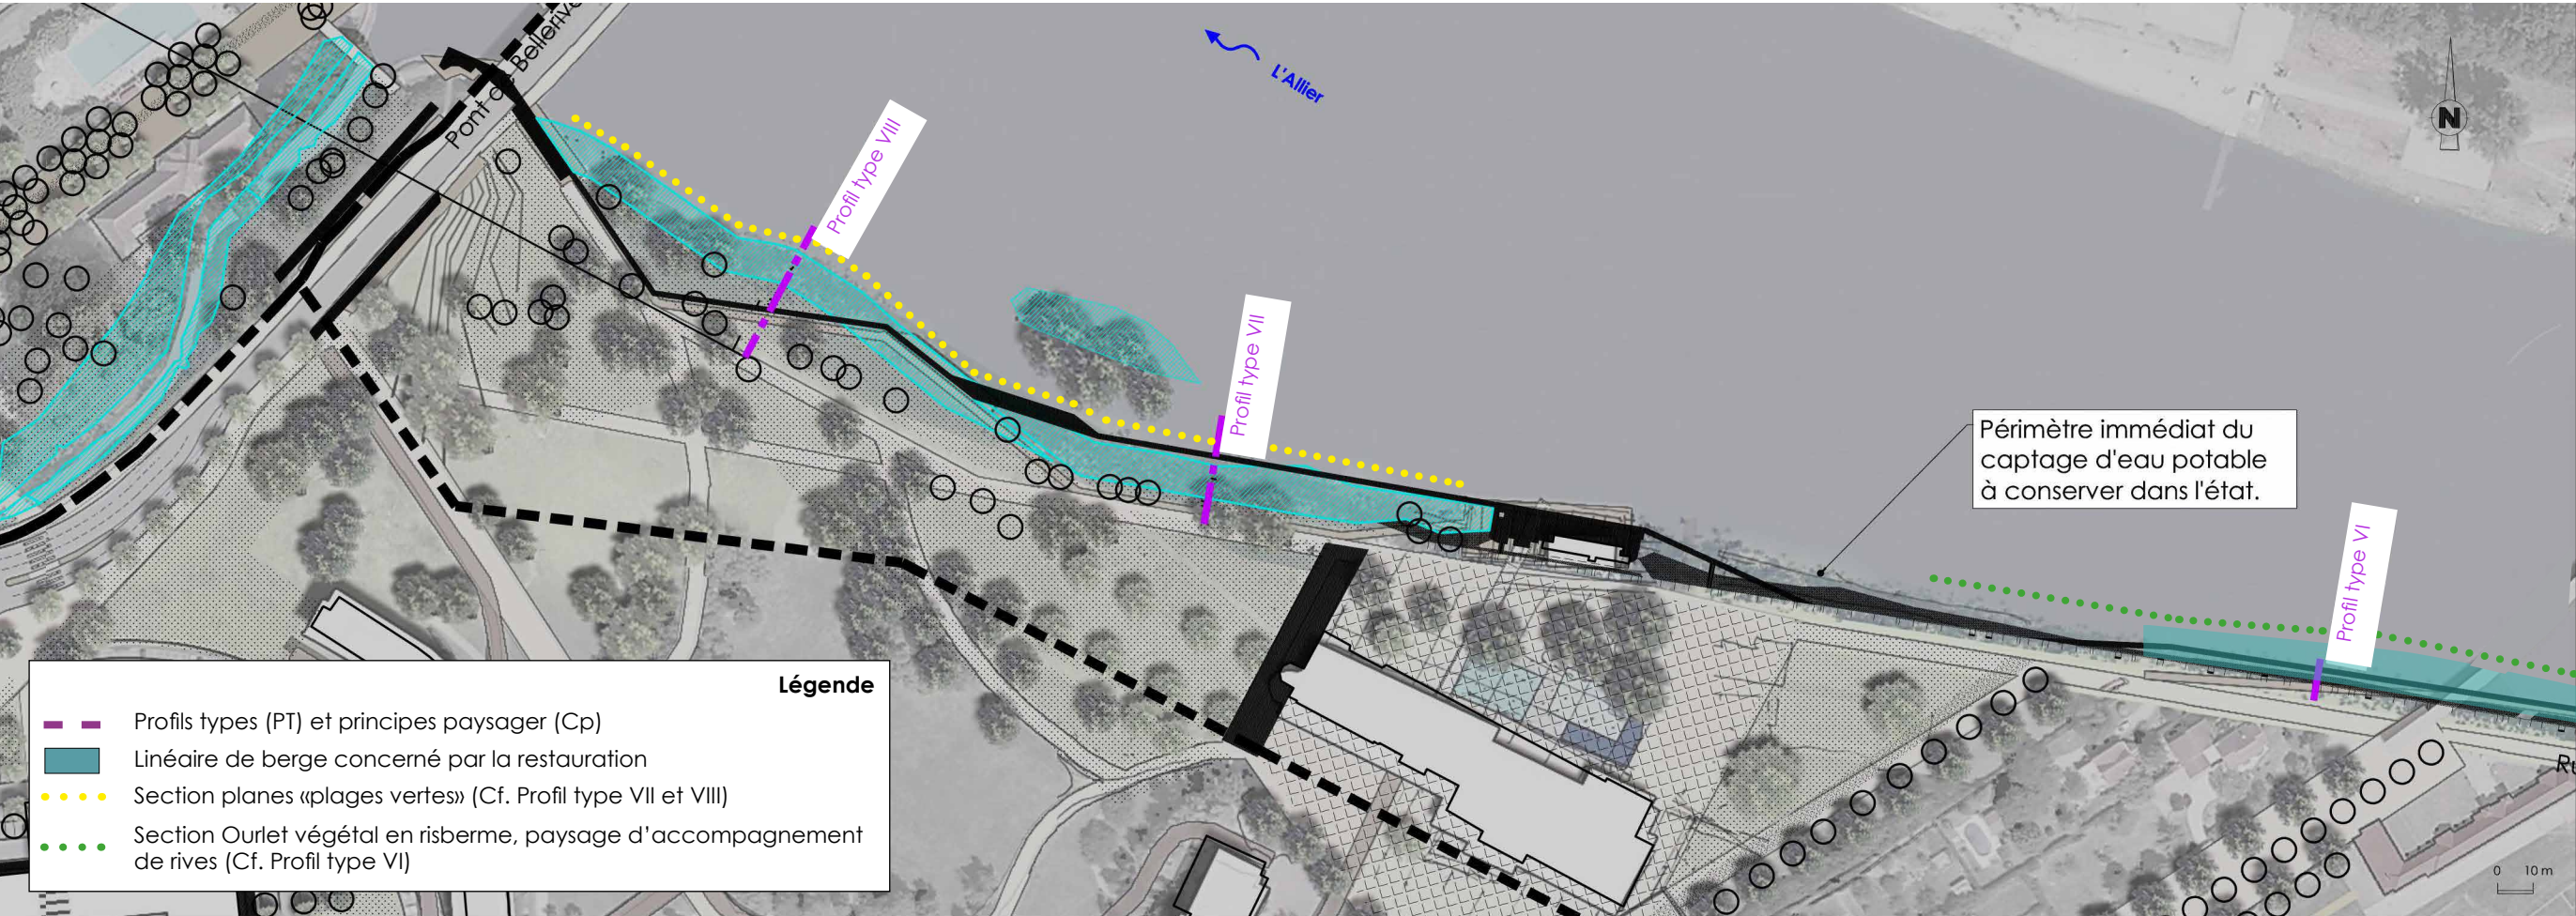 Pont de Bellerive
L'Allier
N
Profil type VIII
Profil type VII
Périmètre immédiat du
captage d'eau potable
à conserver dans l'état.
Profil type VI
Légende
Profils types (PT) et principes paysager (Cp)
Linéaire de berge concerné par la restauration
Section planes «plages vertes» (Cf. Profil type VII et VIII)
Section Ourlet végétal en risberme, paysage d’accompagnement
de rives (Cf. Profil type VI)
0 10 m